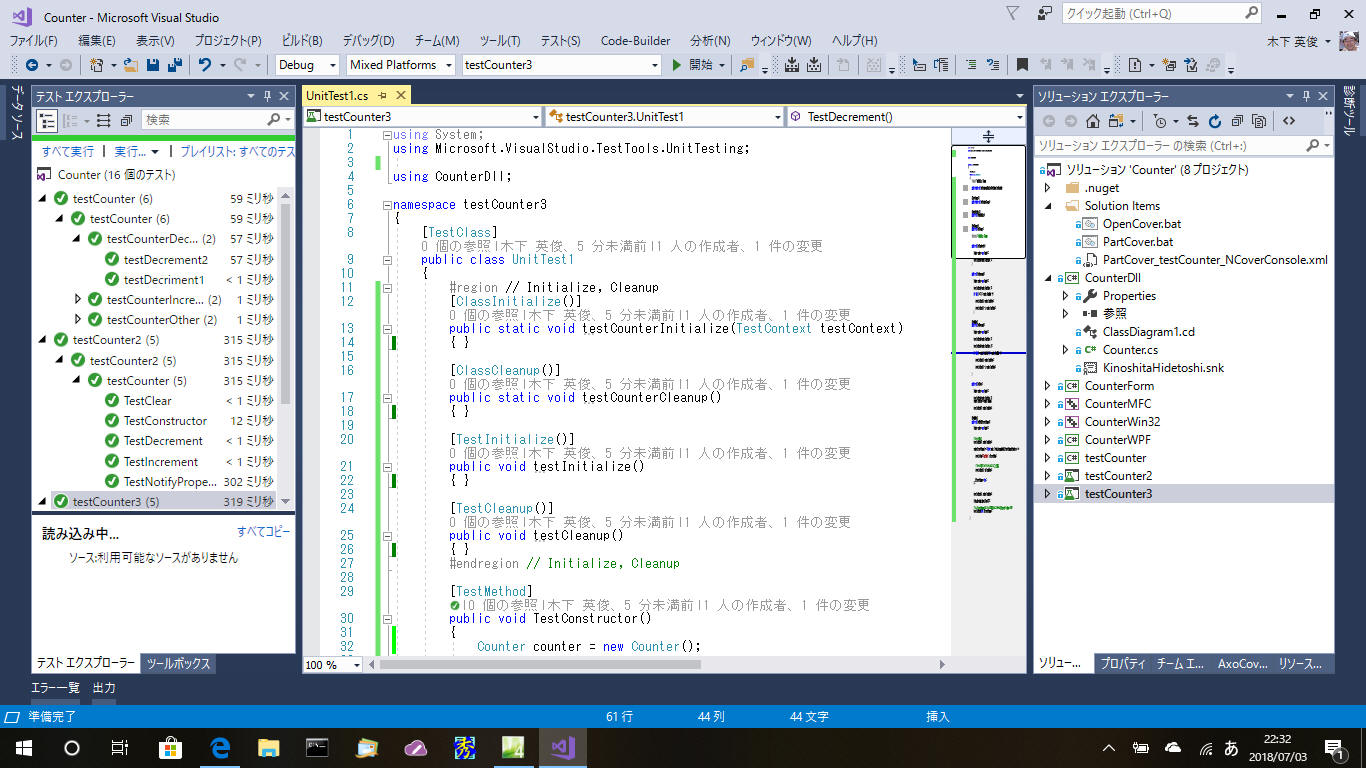 Counter - Microsoft Visual Studio
クイック起動 (Ctrl+Q)
ファイル(F) 編集(E) 表示(V) プロジェクト(P) ビルド(B) デバッグ(D) チーム(M) ツール(T) テスト(S) Code-Builder 分析(N) ウィンドウ(W) ヘルプ(H) 木下 英俊
Debug Mixed Platforms testCounter3 開始
データ ソース
テスト エクスプローラー
検索
すべて実行 | 実行... | プレイリスト: すべてのテス
Counter (16 個のテスト)
testCounter (6) 59 ミリ秒
testCounter (6) 59 ミリ秒
testCounterDec... (2) 57 ミリ秒
testDecrement2 57 ミリ秒
testDecriment1 < 1 ミリ秒
testCounterIncre... (2) 1 ミリ秒
testCounterOther (2) 1 ミリ秒
testCounter2 (5) 315 ミリ秒
testCounter2 (5) 315 ミリ秒
testCounter (5) 315 ミリ秒
TestClear < 1 ミリ秒
TestConstructor 12 ミリ秒
TestDecrement < 1 ミリ秒
TestIncrement < 1 ミリ秒
TestNotifyPrope... 302 ミリ秒
testCounter3 (5) 319 ミリ秒
読み込み中... すべてコピー
ソース:利用可能なソースがありません
テスト エクスプローラー ツールボックス
UnitTest1.cs
testCounter3 testCounter3.UnitTest1 TestDecrement()
1 using System;
2 using Microsoft.VisualStudio.TestTools.UnitTesting;
3
4 using CounterDll;
5
6 namespace testCounter3
7 {
8 [TestClass]
0 個の参照|木下 英俊、5 分未満前|1 人の作成者、1 件の変更
9 public class UnitTest1
10 {
11 #region // Initialize, Cleanup
12 [ClassInitialize()]
0 個の参照|木下 英俊、5 分未満前|1 人の作成者、1 件の変更
13 public static void testCounterInitialize(TestContext testContext)
14 { }
15
16 [ClassCleanup()]
0 個の参照|木下 英俊、5 分未満前|1 人の作成者、1 件の変更
17 public static void testCounterCleanup()
18 { }
19
20 [TestInitialize()]
0 個の参照|木下 英俊、5 分未満前|1 人の作成者、1 件の変更
21 public void testInitialize()
22 { }
23
24 [TestCleanup()]
0 個の参照|木下 英俊、5 分未満前|1 人の作成者、1 件の変更
25 public void testCleanup()
26 { }
27 #endregion // Initialize, Cleanup
28
29 [TestMethod]
|0 個の参照|木下 英俊、5 分未満前|1 人の作成者、1 件の変更
30 public void TestConstructor()
31 {
32 Counter counter = new Counter();
100 %
ソリューション エクスプローラー
ソリューション エクスプローラー の検索 (Ctrl+:)
ソリューション 'Counter' (8 プロジェクト)
.nuget
Solution Items
OpenCover.bat
PartCover.bat
PartCover_testCounter_NCoverConsole.xml
CounterDll
Properties
参照
ClassDiagram1.cd
Counter.cs
KinoshitaHidetoshi.snk
CounterForm
CounterMFC
CounterWin32
CounterWPF
testCounter
testCounter2
testCounter3
ソリュー... プロパティ チーム エ... AxoCov... リソース...
診断ツール
エラー一覧 出力
準備完了 61 行 44 列 44 文字 挿入
あ 22:32
2018/07/03
1